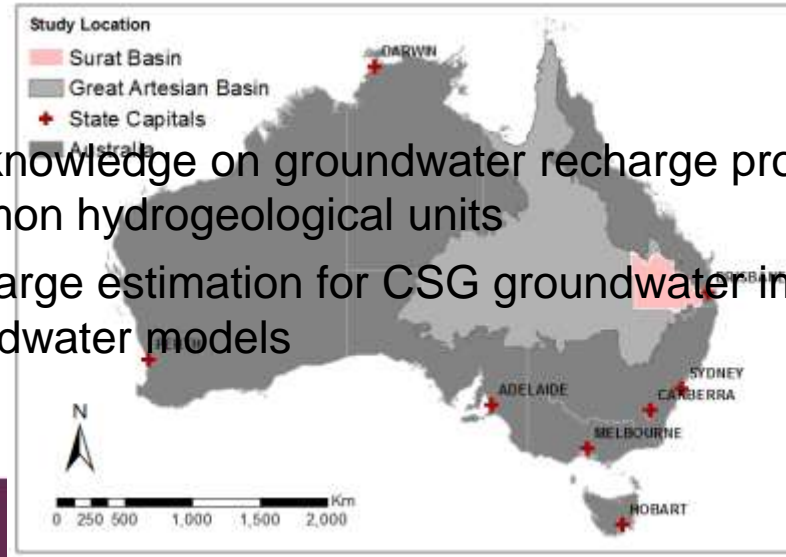 Study Location
Surat Basin
Great Artesian Basin
State Capitals
Australia
knowledge on groundwater recharge pro
non hydrogeological units
arge estimation for CSG groundwater in
dwater models
DARWIN
BRISBANE
PERTH
ADELAIDE
SYDNEY
CANBERRA
MELBOURNE
HOBART
N
Km
0 250 500 1,000 1,500 2,000